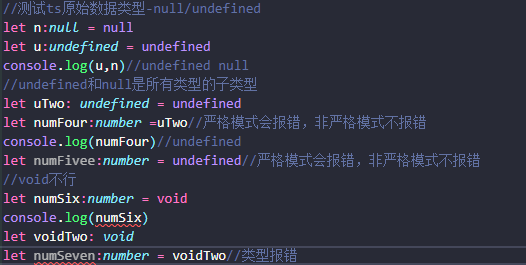 //测试ts原始数据类型-null/undefined
let n:null = null
let u:undefined = undefined
console.log(u,n)//undefined null
//undefined和null是所有类型的子类型
let uTwo: undefined = undefined
let numFour:number =uTwo//严格模式会报错，非严格模式不报错
console.log(numFour)//undefined
let numFivee:number = undefined//严格模式会报错，非严格模式不报错
//void不行
let numSix:number = void
console.log(numSix)
let voidTwo: void
let numSeven:number = voidTwo//类型报错